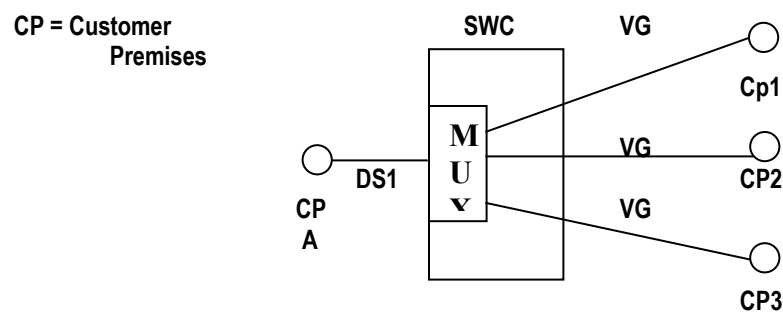 CP = Customer
Premises
SWC
VG
Cp1
M
U
X
VG
DS1
CP2
CP
A
VG
CP3